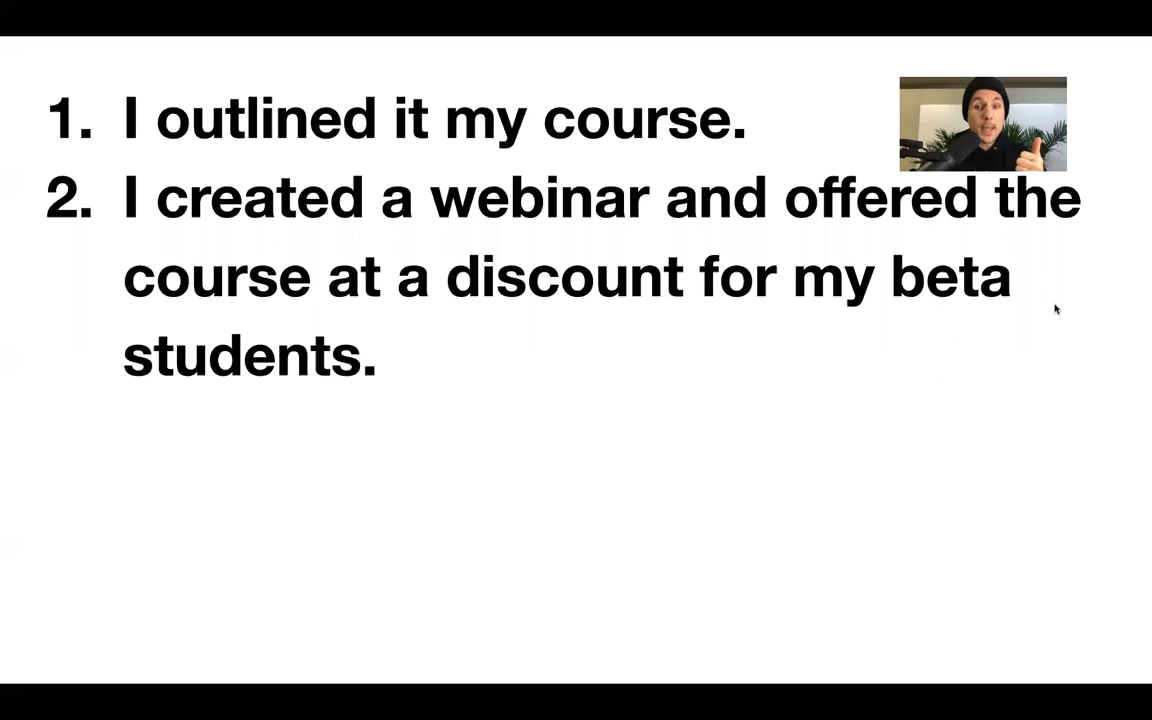 1. I outlined it my course.
2. I created a webinar and offered the
course at a discount for my beta
students.